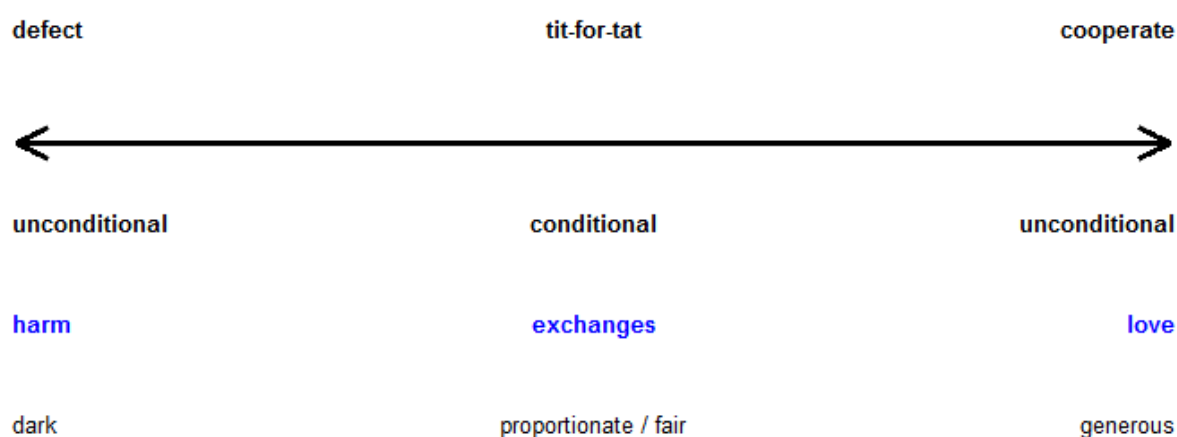 defect tit-for-tat cooperate
unconditional conditional unconditional
harm exchanges love
dark proportionate / fair generous